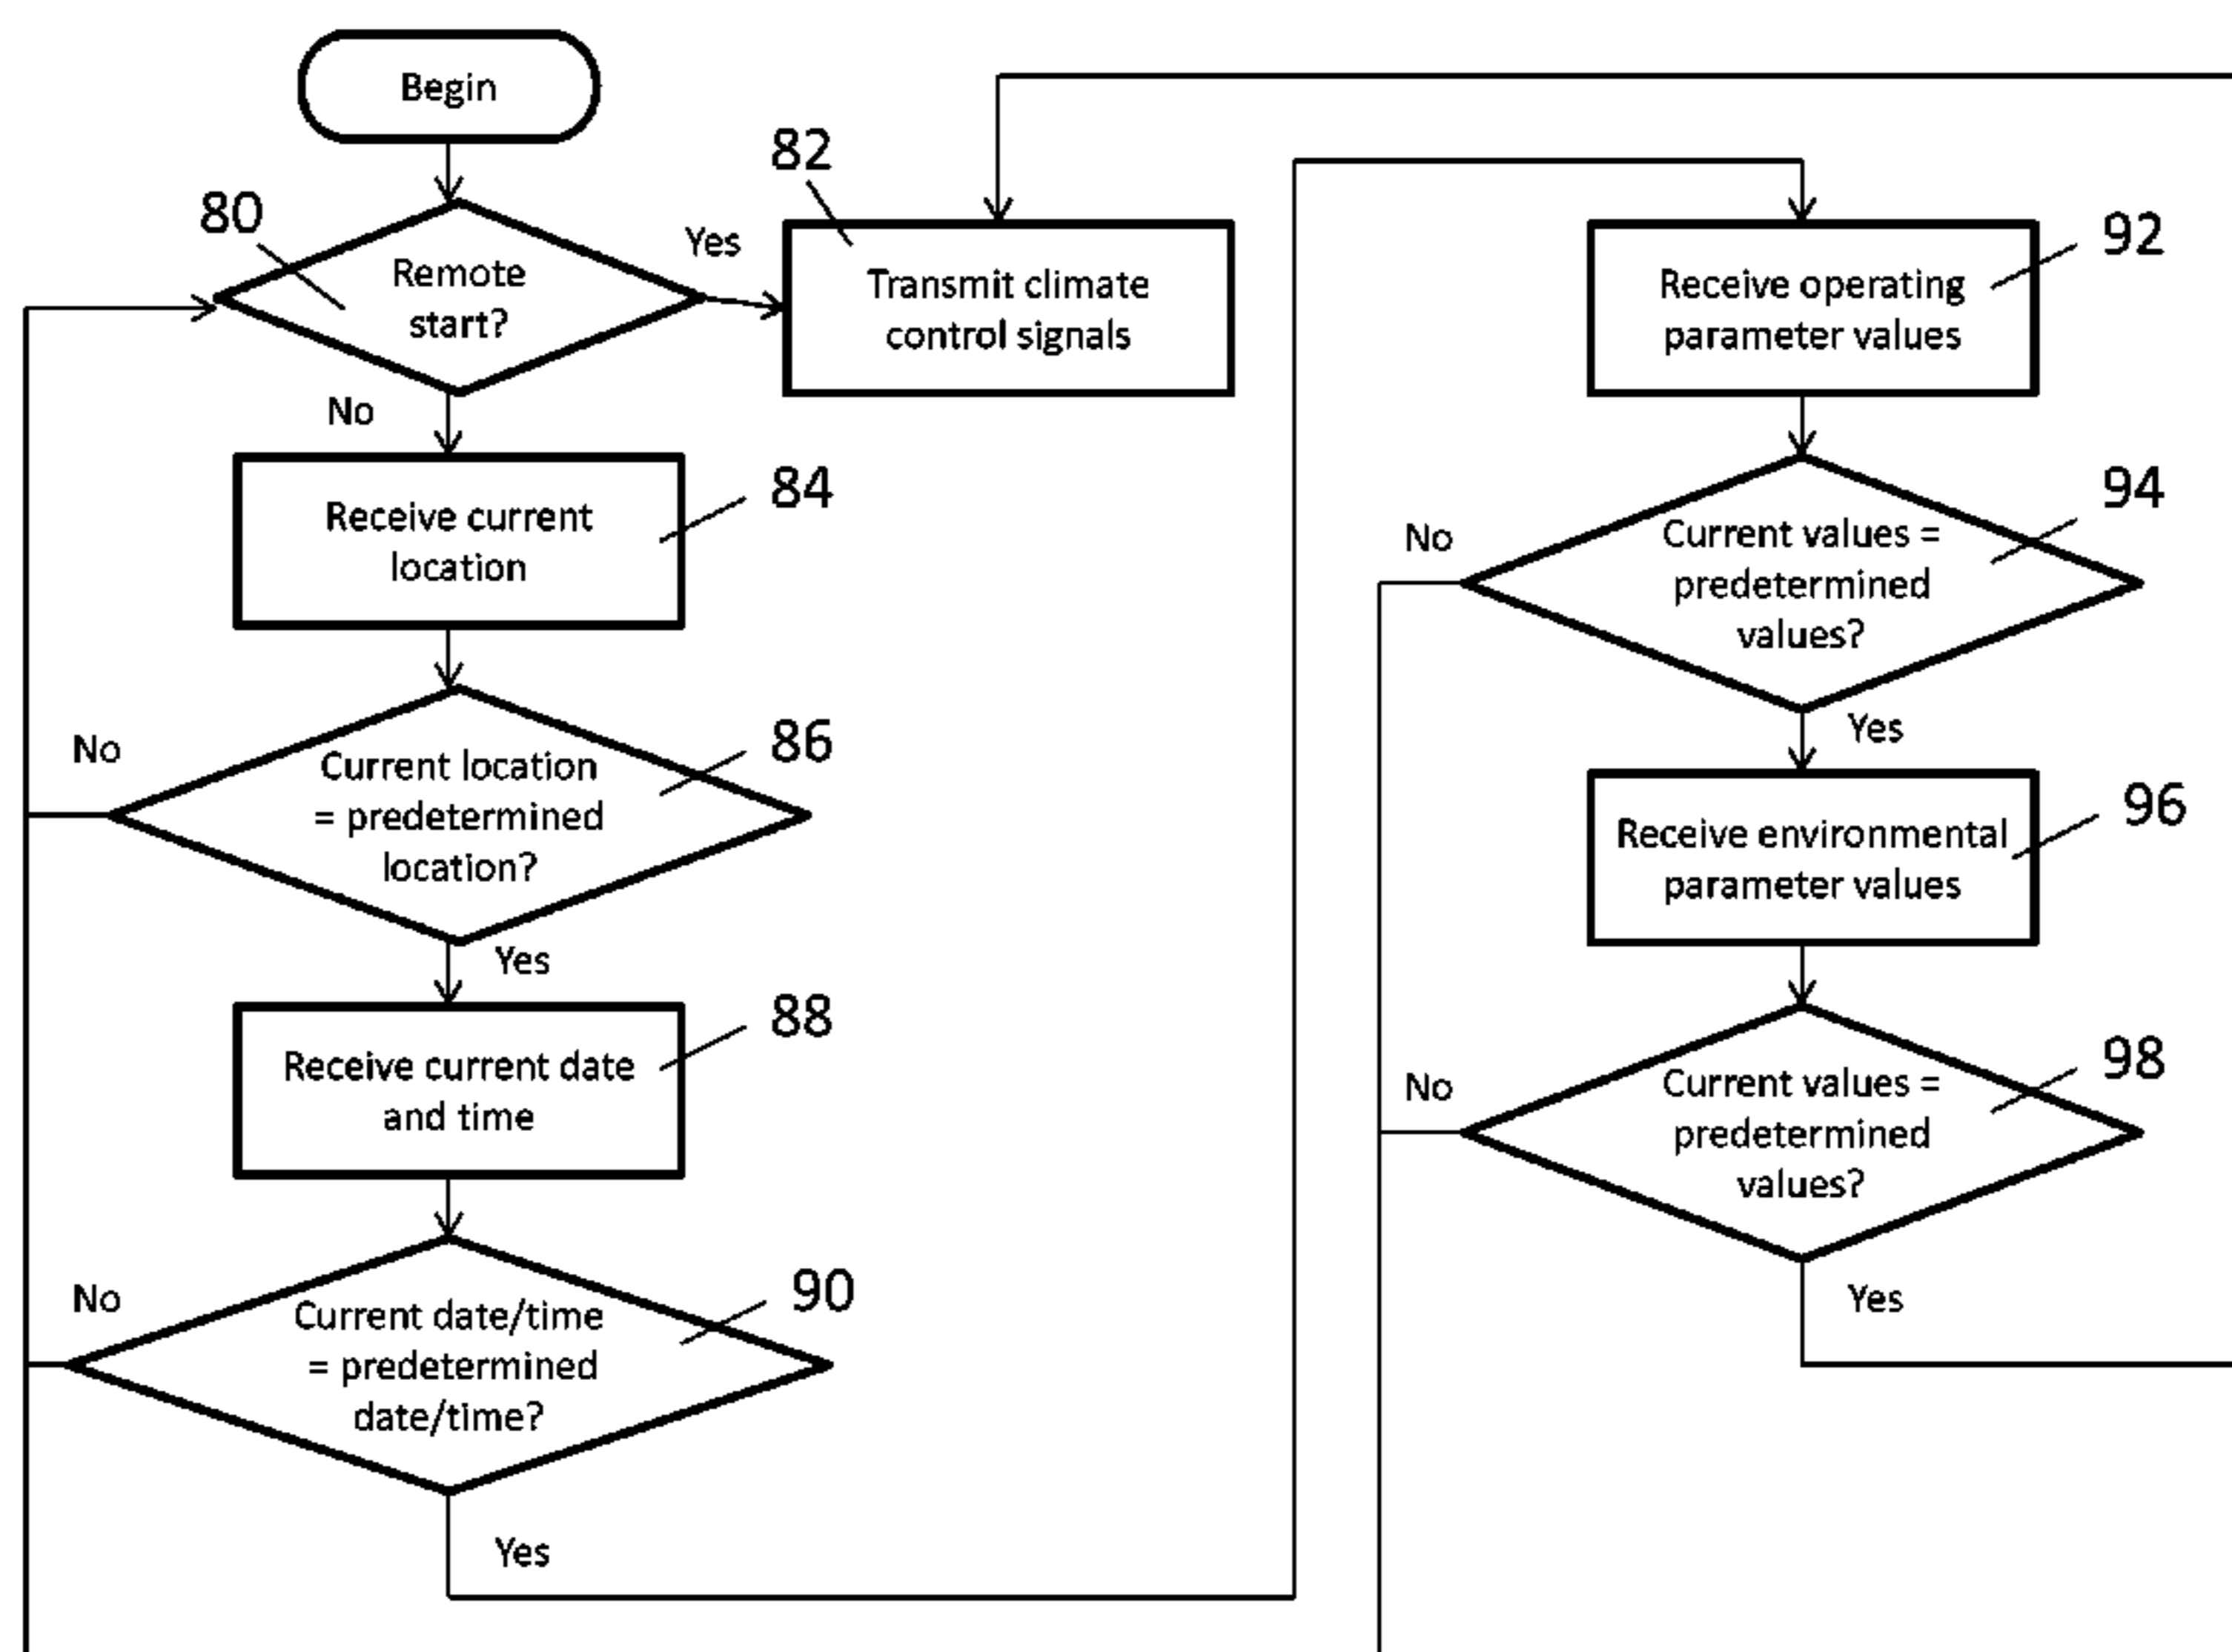 Begin
80
Remote
start?
Yes
No
82
Transmit climate
control signals
84
Receive current
location
86
Current location
= predetermined
location?
No
Yes
88
Receive current date
and time
90
Current date/time
= predetermined
date/time?
No
Yes
92
Receive operating
parameter values
94
Current values =
predetermined
values?
No
Yes
96
Receive environmental
parameter values
98
Current values =
predetermined
values?
No
Yes